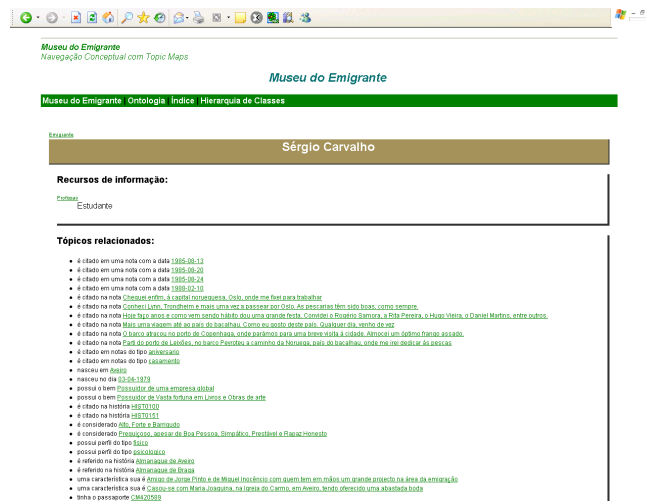 Museu do Emigrante
Navegação Conceptual com Topic Maps
Museu do Emigrante
Museu do Emigrante | Ontologia | Índice | Hierarquia de Classes
Emigrante
Sérgio Carvalho
Recursos de informação:
Profissao
Estudante
Tópicos relacionados:
é citado em uma nota com a data 1985-08-13
é citado em uma nota com a data 1985-08-20
é citado em uma nota com a data 1985-08-24
é citado em uma nota com a data 1988-02-10
é citado na nota Cheguei enfim, á capital norueguesa, Oslo, onde me fixei para trabalhar
é citado na nota Conheci Lynn, Trondheim e mais uma vez a passear por Oslo. As pescarias têm sido boas, como sempre.
é citado na nota Hoje faço anos e como vem sendo hábito dou uma grande festa. Convidei o Rogério Samora, a Rita Pereira, o Hugo Vieira, o Daniel Martins, entre outros.
é citado na nota Mais uma viagem até ao país do bacalhau. Como eu gosto deste país. Qualquer dia, venho de vez
é citado na nota O barco atracou no porto de Copenhaga, onde parámos para uma breve visita á cidade. Almocei um óptimo frango assado.
é citado na nota Parti do porto de Leixões, no barco Peyroteu a caminho da Noruega, país do bacalhau, onde me irei dedicar ás pescas
é citado em notas do tipo aniversario
é citado em notas do tipo casamento
nasceu em Aveiro
nasceu no dia 03-04-1979
possui o bem Possuidor de uma empresa global
possui o bem Possuidor de Vasta fortuna em Livros e Obras de arte
é citado na história HIST0100
é citado na história HIST0151
é considerado Alto, Forte e Barrigudo
é considerado Preguiçoso, apesar de Boa Pessoa, Simpático, Prestável e Rapaz Honesto
possui perfil do tipo fisico
possui perfil do tipo psicologico
é referido na história Almanaque de Aveiro
é referido na história Almanaque de Braga
uma característica sua é Amigo de Jorge Pinto e de Miguel Inocêncio com quem tem em mãos um grande projecto na área da emigração
uma característica sua é Casou-se com Maria Joaquina, na Igreja do Carmo, em Aveiro, tendo oferecido uma abastada boda
tinha o passaporte CM420589